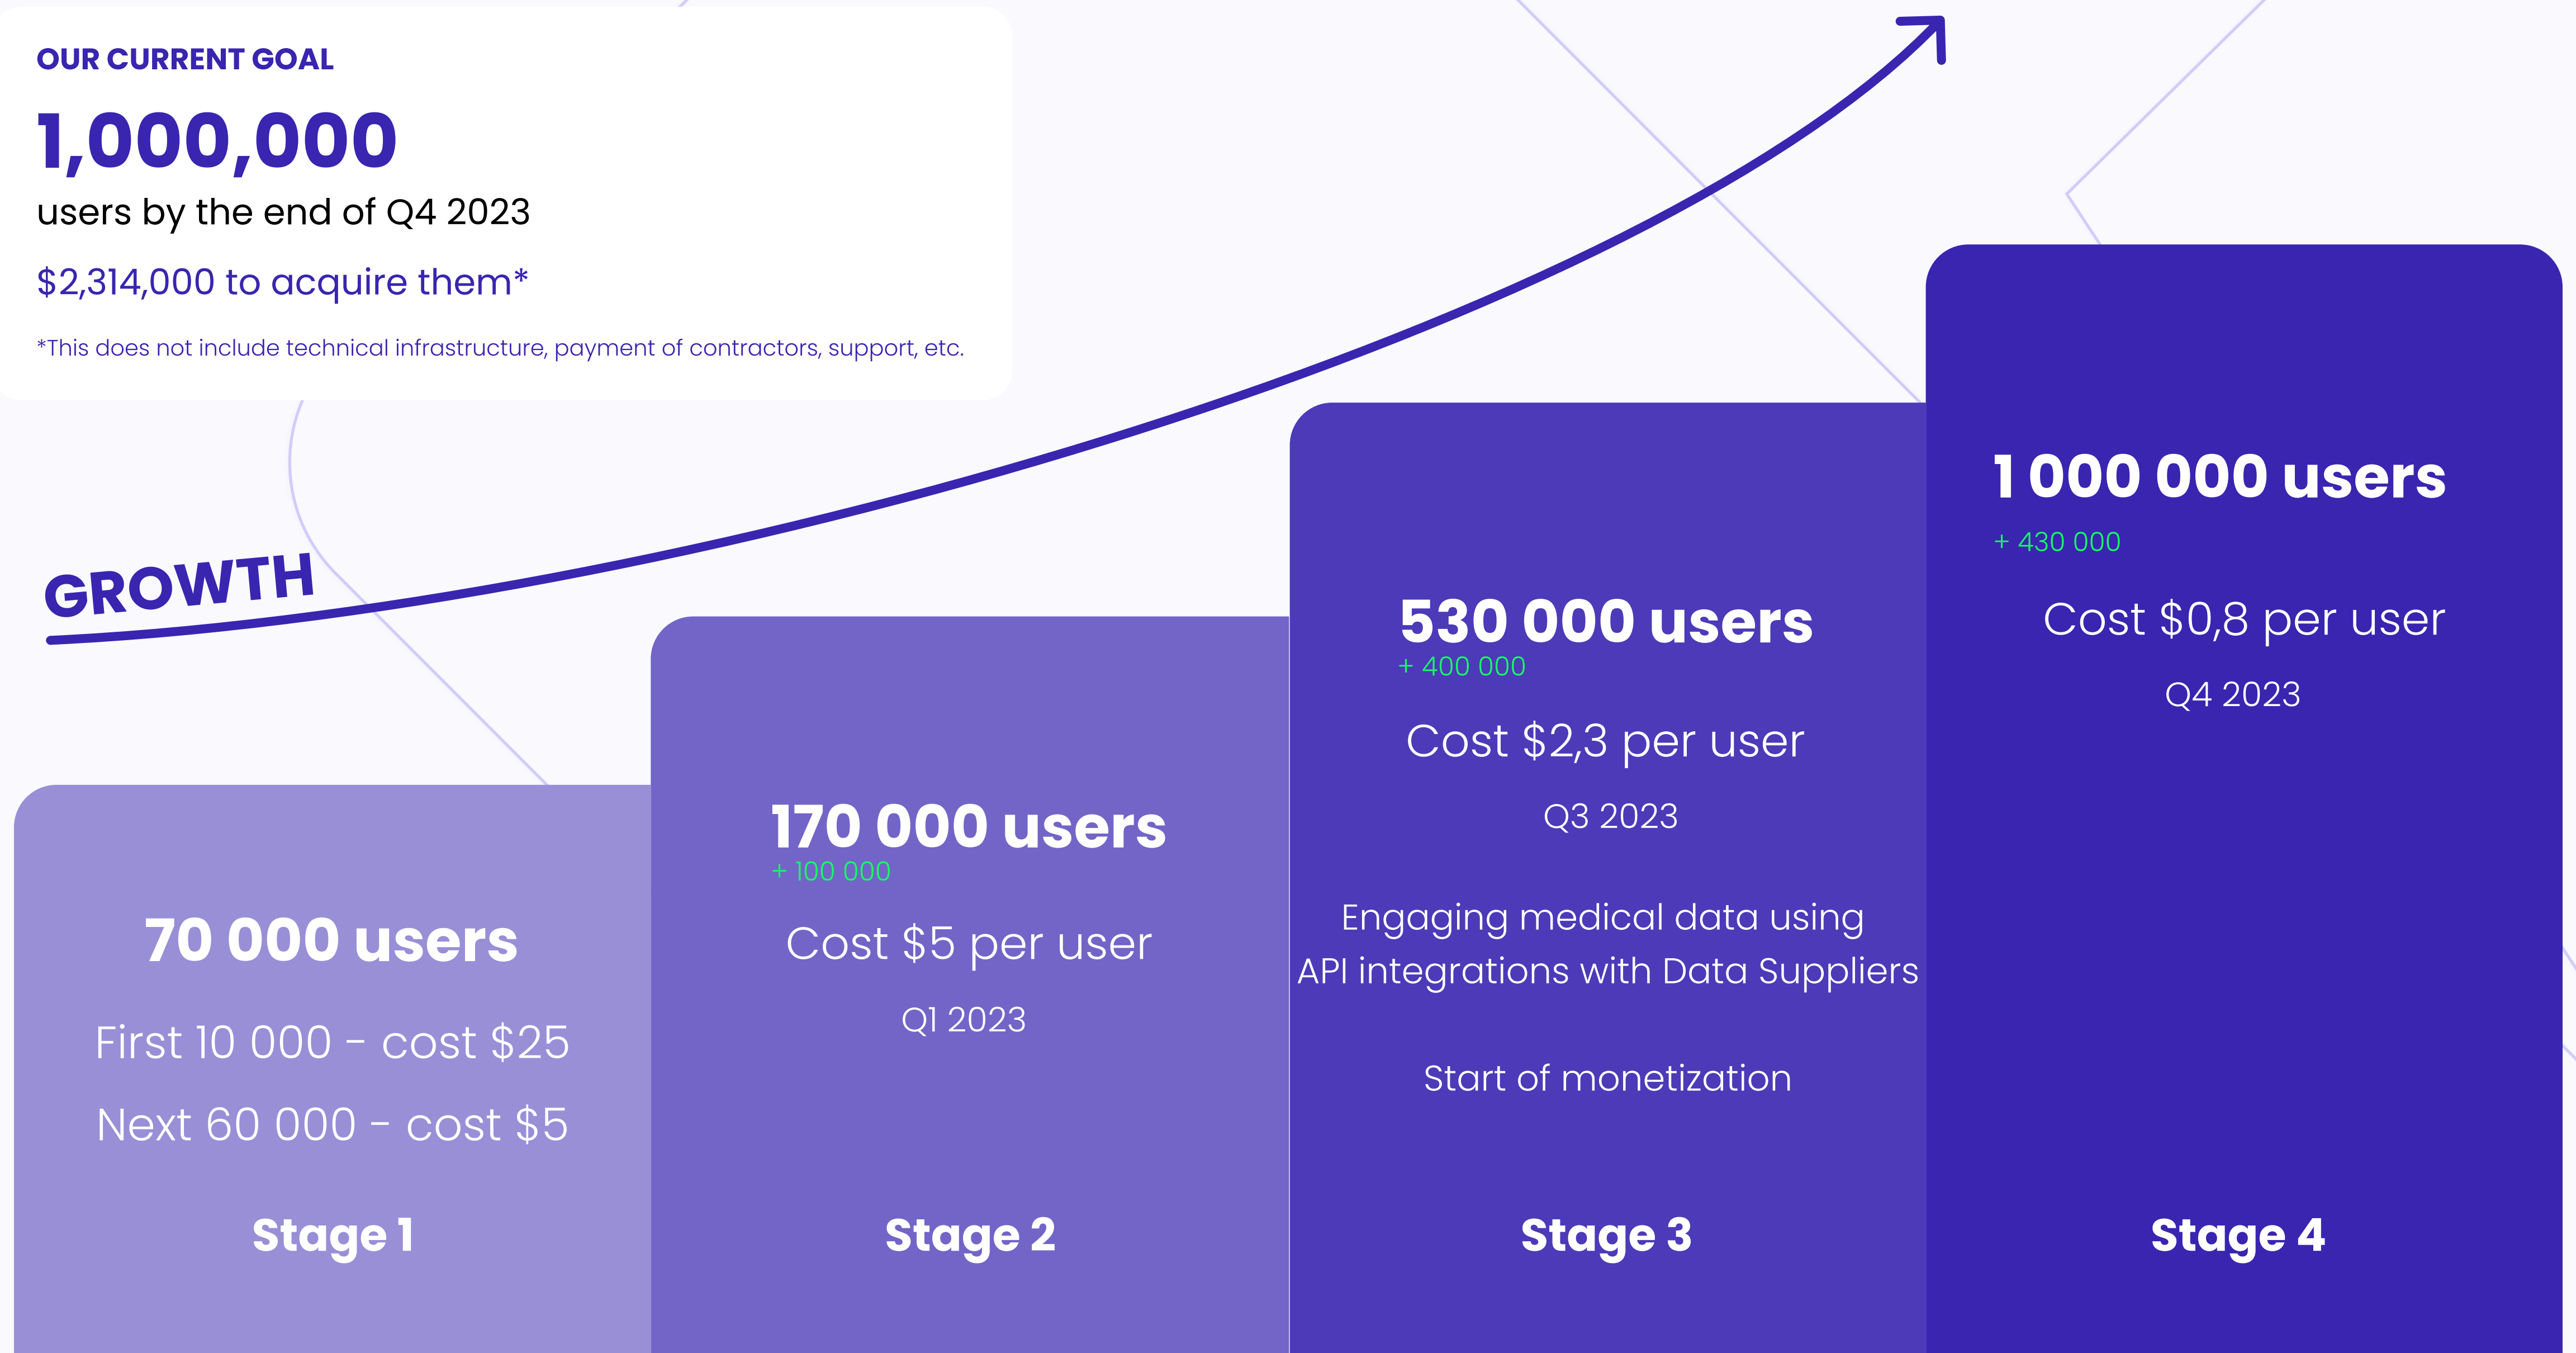 OUR CURRENT GOAL
1,000,000
users by the end of Q4 2023
$2,314,000 to acquire them*
*This does not include technical infrastructure, payment of contractors, support, etc.
GROWTH
70 000 users
First 10 000 - cost $25
Next 60 000 - cost $5
Stage 1
170 000 users
+ 100 000
Cost $5 per user
Q1 2023
Stage 2
530 000 users
+ 400 000
Cost $2,3 per user
Q3 2023
Engaging medical data using
API integrations with Data Suppliers
Start of monetization
Stage 3
1 000 000 users
+ 430 000
Cost $0,8 per user
Q4 2023
Stage 4